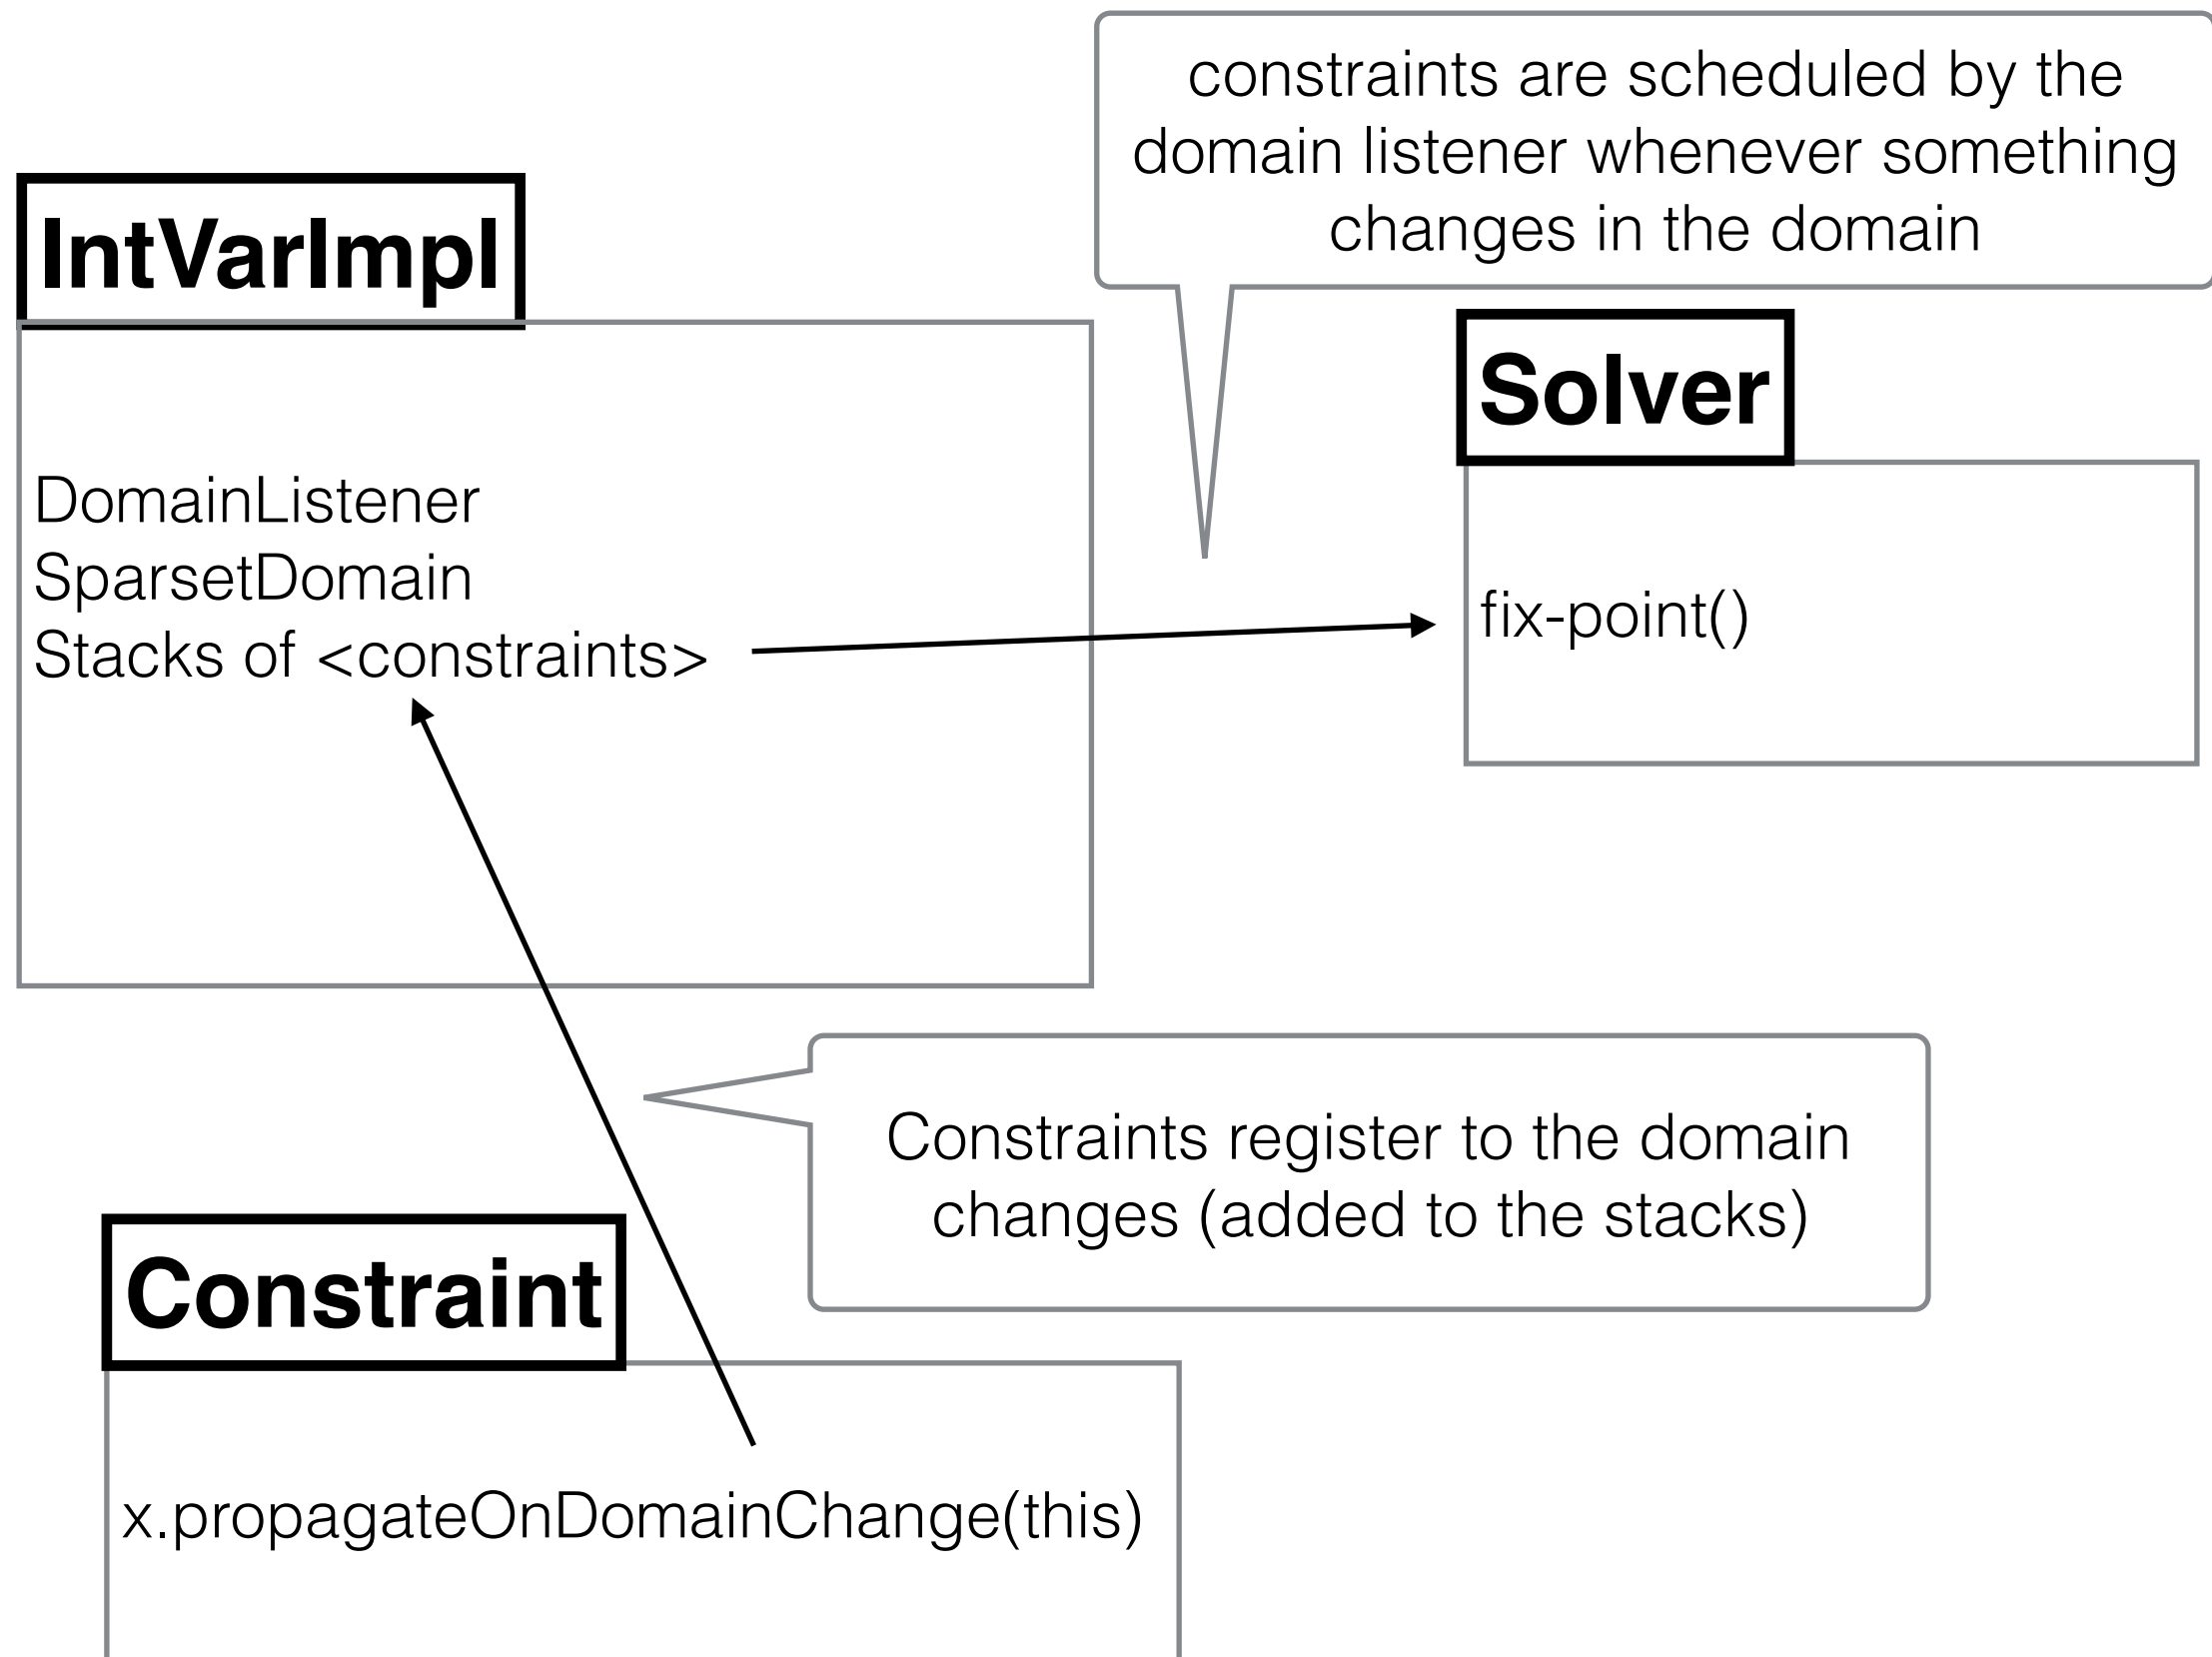 constraints are scheduled by the
domain listener whenever something
changes in the domain
IntVarImpl
Solver
DomainListener
SparsetDomain
Stacks of <constraints>
fix-point()
Constraints register to the domain
changes (added to the stacks)
Constraint
x.propagateOnDomainChange(this)